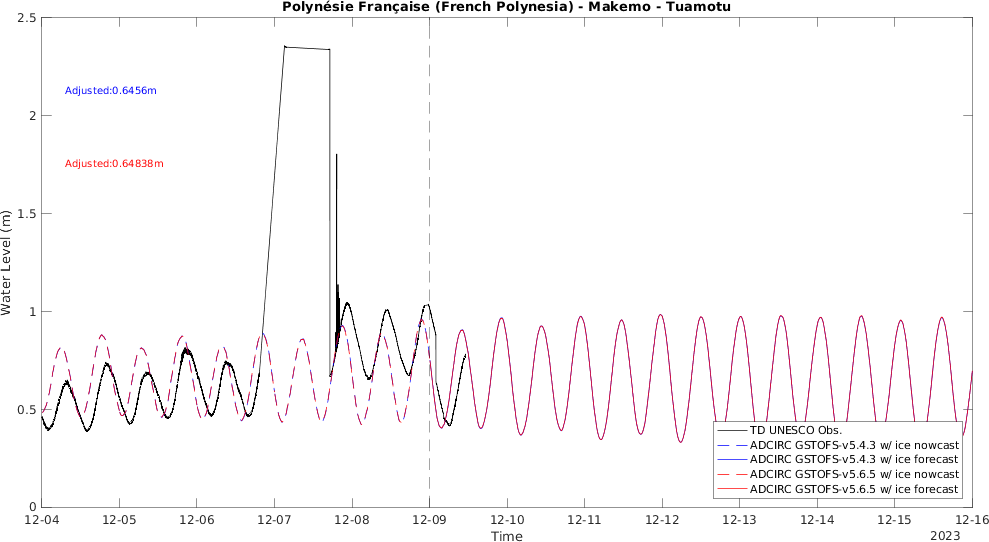 Polynésie Française (French Polynesia) - Makemo - Tuamotu
2.5
2
1.5
1
0.5
0
Water Level (m)
Adjusted:0.6456m
Adjusted:0.64838m
TD UNESCO Obs.
ADCIRC GSTOFS-v5.4.3 w/ ice nowcast
ADCIRC GSTOFS-v5.4.3 w/ ice forecast
ADCIRC GSTOFS-v5.6.5 w/ ice nowcast
ADCIRC GSTOFS-v5.6.5 w/ ice forecast
12-04 12-05 12-06 12-07 12-08 12-09 12-10 12-11 12-12 12-13 12-14 12-15 12-16
Time
2023